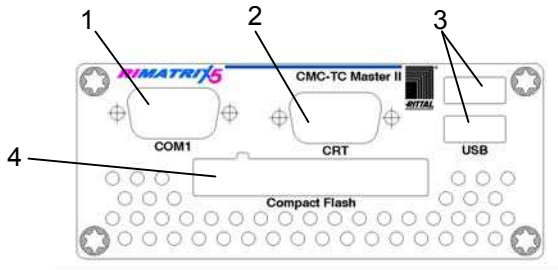 1 2 3
RIMATRIX5
CMC-TC Master II
RITTAL
COM1 CRT USB
4
Compact Flash